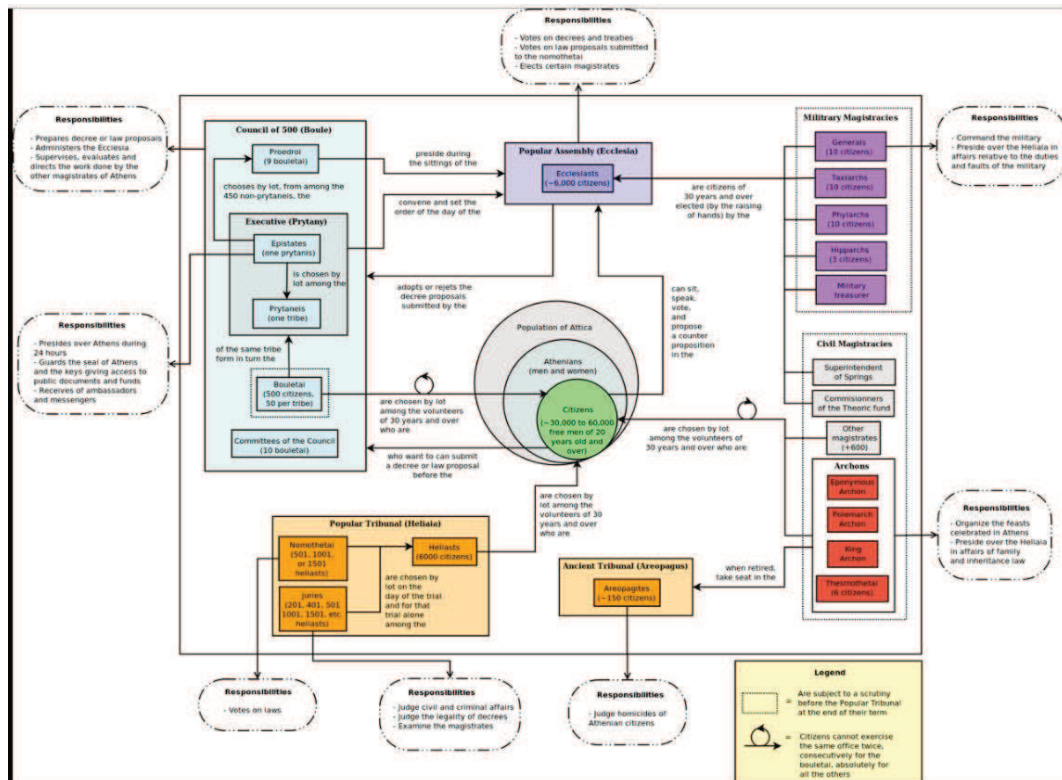 Responsibilities
- Votes on decrees and treaties
- Votes on law proposals submitted
to the nomothetai
- Elects certain magistrates
Responsibilities
- Prepares decree or law proposals
- Administers the Ecclesia
- Supervises, evaluates and
directs the work done by the
other magistrates of Athens
Council of 500 (Boule)
Proedroi
(9 bouletai)
chooses by lot, from among the
450 non-prytaneis, the
Executive (Prytany)
Epistates
(one prytanis)
is chosen by
lot among the
Prytaneis
(one tribe)
of the same tribe
form in turn the
Bouletai
(500 citizens,
50 per tribe)
Committees of the Council
(10 bouletai)
preside during
the sittings of the
convene and set the
order of the day of the
Popular Assembly (Ecclesia)
Ecclesiasts
(~6,000 citizens)
are citizens of
30 years and over
elected (by the raising
of hands) by the
Military Magistracies
Generals
(10 citizens)
Taxiarchs
(10 citizens)
Phylarchs
(10 citizens)
Hipparchs
(3 citizens)
Military
treasurer
Responsibilities
- Command the military
- Preside over the Heliaia in
affairs relative to the duties
and faults of the military
adopts or rejets the
decree proposals
submitted by the
can sit,
speak,
vote,
and
propose
a counter
proposition
in the
Responsibilities
- Presides over Athens during
24 hours
- Guards the seal of Athens
and the keys giving access to
public documents and funds
- Receives of ambassadors
and messengers
Population of Attica
Athenians
(men and women)
Citizens
(~30,000 to 60,000
free men of 20
years old and
over)
are chosen by lot
among the volunteers
of 30 years and over
who are
who want to can submit
a decree or law proposal
before the
are chosen by lot
among the volunteers of
30 years and over who are
Civil Magistracies
Superintendent
of Springs
Commisionners
of the Theoric fund
Other
magistrates
(+600)
Archons
Eponymous
Archon
Polemarch
Archon
King
Archon
Thesmothetai
(6 citizens)
Responsibilities
- Organize the feasts
celebrated in Athens
- Preside over the Heliaia
in affairs of family
and inheritance law
are chosen by
lot among the
volunteers of 30
years and over
who are
Popular Tribunal (Heliaia)
Nomothetai
(501, 1001,
or 1501
heliasts)
Heliasts
(6000 citizens)
Juries
(201, 401, 501
1001, 1501, etc
heliasts)
are chosen by
lot on the
day of the trial
and for that
trial alone
among the
Ancient Tribunal (Areopagus)
Areopagites
(~150 citizens)
when retired,
take seat in the
Responsibilities
- Votes on laws
Responsibilities
- Judge civil and criminal affairs
- Judge the legality of decrees
- Examine the magistrates
Responsibilities
- Judge homicides of
Athenian citizens
Legend
= Are subject to a scrutiny
before the Popular Tribunal
at the end of their term
= Citizens cannot exercise
the same office twice,
consecutively for the
bouletai, absolutely for
all the others